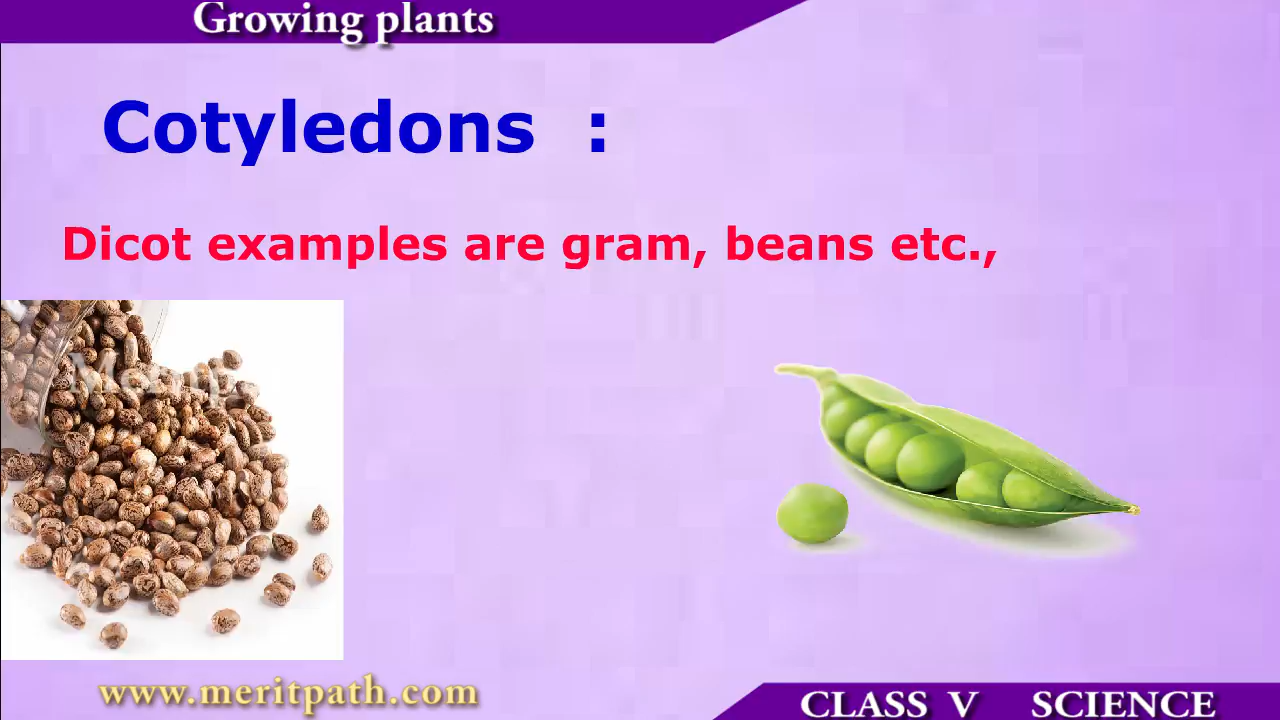 Growing plants
Cotyledons :
Dicot examples are gram, beans etc.,
www.meritpath.com
CLASS V SCIENCE